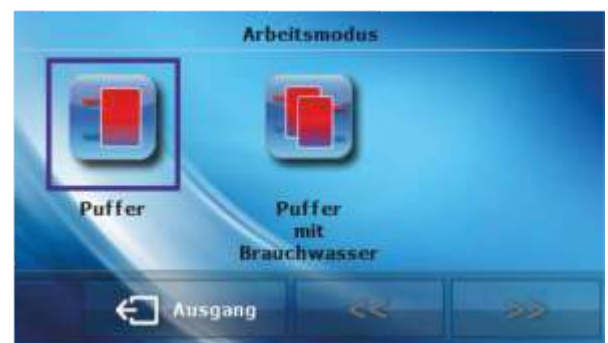 Arbeitsmodus
Puffer
Puffer
mit
Brauchwasser
Ausgang
<<
>>